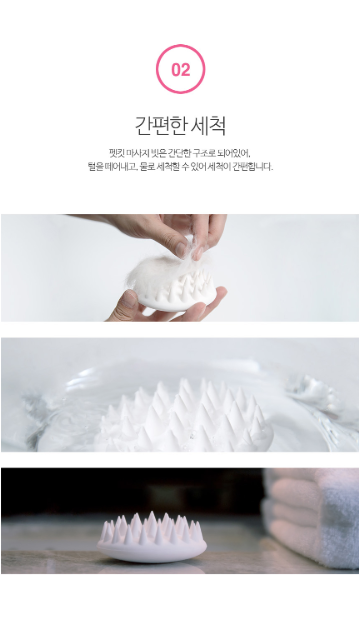 02
간편한 세척
펫킷 마사지 빗은 간단한 구조로 되어있어,
털을 떼어내고, 물로 세척할 수 있어 세척이 간편합니다.